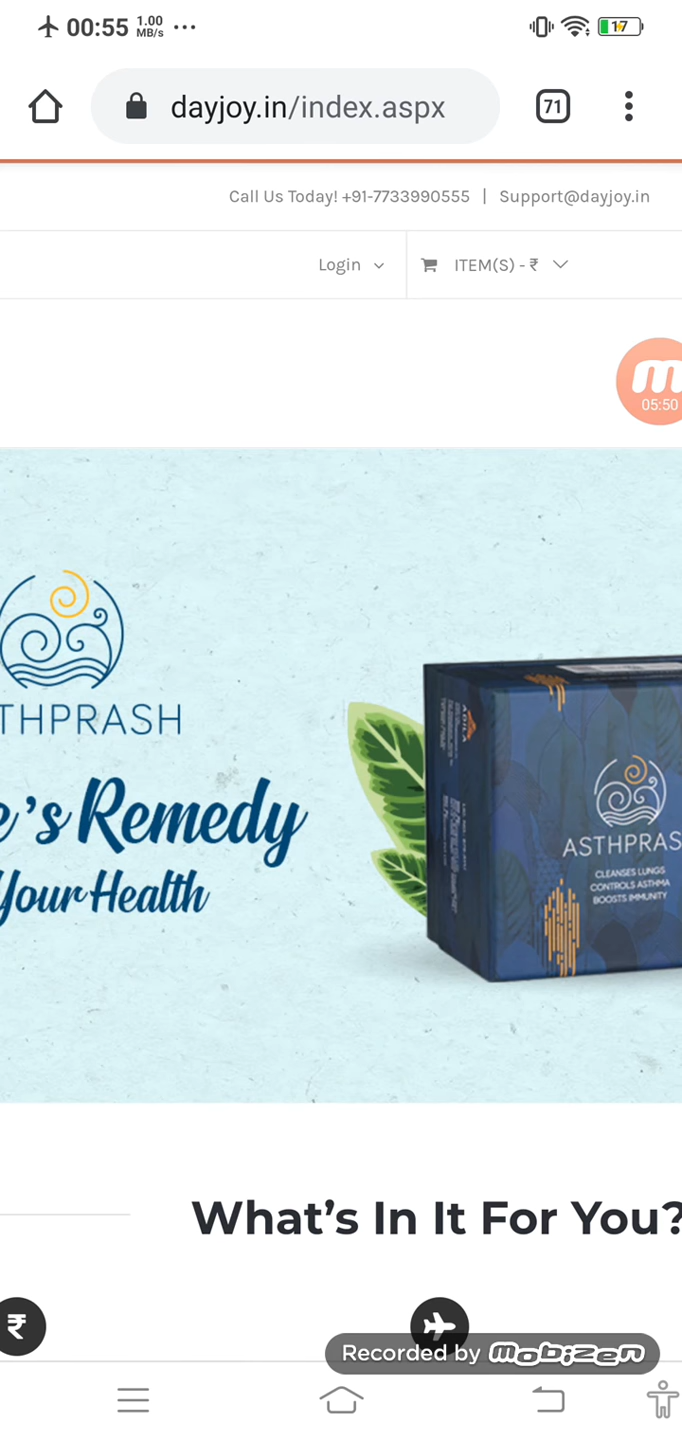 00:55 1.00 MB/s ... 17
dayjoy.in/index.aspx 71
Call Us Today! +91-7733990555 | Support@dayjoy.in
Login ITEM(S) - ₹
m
05:50
THPRASH
e's Remedy
Your Health
ASTHPRAS
CLEANSES LUNGS
CONTROLS ASTHMA
BOOSTS IMMUNITY
What's In It For You?
₹
Recorded by mobizen